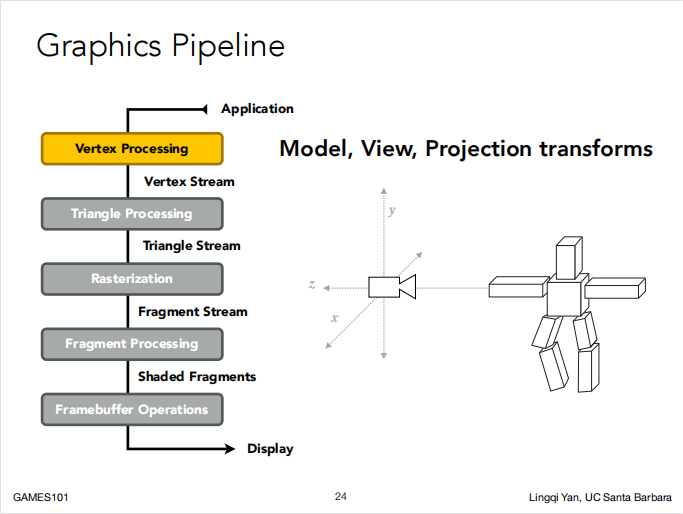 Graphics Pipeline
Application
Vertex Processing
Model, View, Projection transforms
Vertex Stream
Triangle Processing
Triangle Stream
Rasterization
Fragment Stream
Fragment Processing
Shaded Fragments
Framebuffer Operations
Display
y
z
x
GAMES101
24
Lingqi Yan, UC Santa Barbara